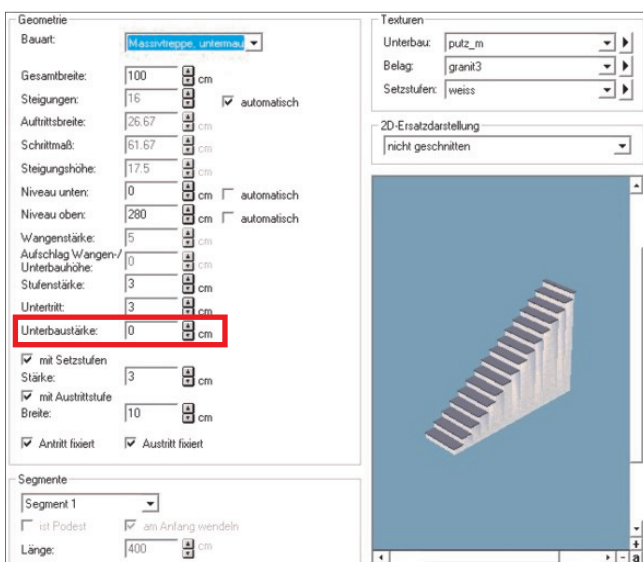 Geometrie
Bauart: Massivtreppe, untermau
Gesamtbreite: 100 cm
Steigungen: 16 automatisch
Auftrittsbreite: 26.67 cm
Schrittmaß: 61.67 cm
Steigungshöhe: 17.5 cm
Niveau unten: 0 cm automatisch
Niveau oben: 280 cm automatisch
Wangenstärke: 5 cm
Aufschlag Wangen-/
Unterbauhöhe: 0 cm
Stufenstärke: 3 cm
Untertritt: 3 cm
Unterbaustärke: 0 cm
mit Setzstufen
Stärke: 3 cm
mit Austrittstufe
Breite: 10 cm
Antritt fixiert Austritt fixiert
Segmente
Segment 1
ist Podest am Anfang wendeln
Länge: 400 cm
Texturen
Unterbau: putz_m
Belag: granit3
Setzstufen: weiss
2D-Ersatzdarstellung
nicht geschnitten
+
- a